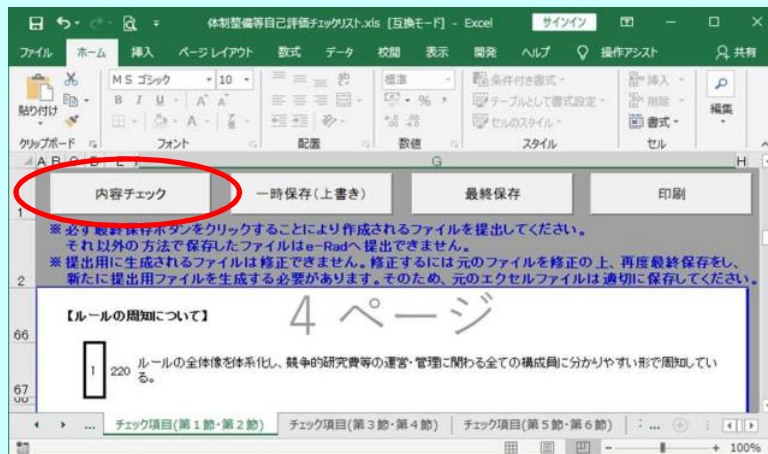 体制整備等自己評価チェックリスト.xls [互換モード] - Excel
サインイン
ファイル ホーム 挿入 ページ レイアウト 数式 データ 校閲 表示 開発 ヘルプ 操作アシスト 共有
MS ゴシック 10 標準 条件付き書式 挿入
貼り付け B I U A A % テーブルとして書式設定 削除 編集
A セルのスタイル 書式
クリップボード フォント 配置 数値 スタイル セル
A B C D E G H
内容チェック 一時保存(上書き) 最終保存 印刷
1
※必ず最終保存ボタンをクリックすることにより作成されるファイルを提出してください。
それ以外の方法で保存したファイルはe-Radへ提出できません。
※提出用に生成されるファイルは修正できません。修正するには元のファイルを修正の上、再度最終保存をし、
2 新たに提出用ファイルを生成する必要があります。そのため、元のエクセルファイルは適切に保存してください。
【ルールの周知について】 4 ページ
66
1 220 ルールの全体像を体系化し、競争的研究費等の運営・管理に関わる全ての構成員に分かりやすい形で周知してい
る。
67
... チェック項目(第1節・第2節) チェック項目(第3節・第4節) チェック項目(第5節・第6節) ...
100%